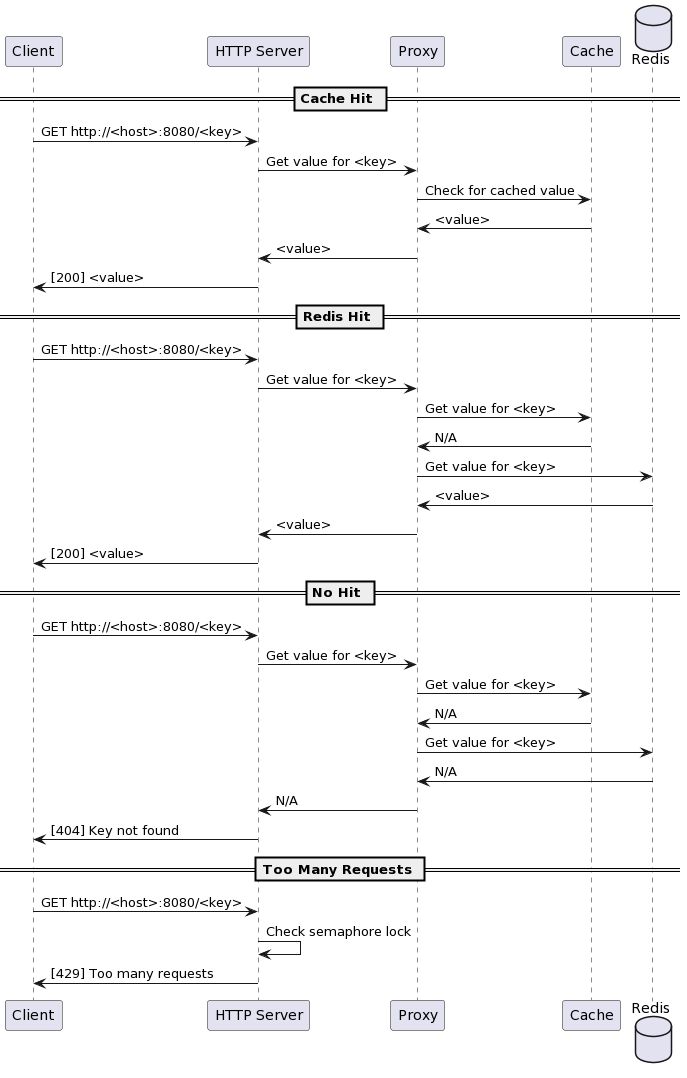 Client
HTTP Server
Proxy
Cache
Redis
Cache Hit
GET http://<host>:8080/<key>
Get value for <key>
Check for cached value
<value>
<value>
[200] <value>
Redis Hit
GET http://<host>:8080/<key>
Get value for <key>
Get value for <key>
N/A
Get value for <key>
<value>
<value>
[200] <value>
No Hit
GET http://<host>:8080/<key>
Get value for <key>
Get value for <key>
N/A
Get value for <key>
N/A
N/A
[404] Key not found
Too Many Requests
GET http://<host>:8080/<key>
Check semaphore lock
[429] Too many requests
Client
HTTP Server
Proxy
Cache
Redis